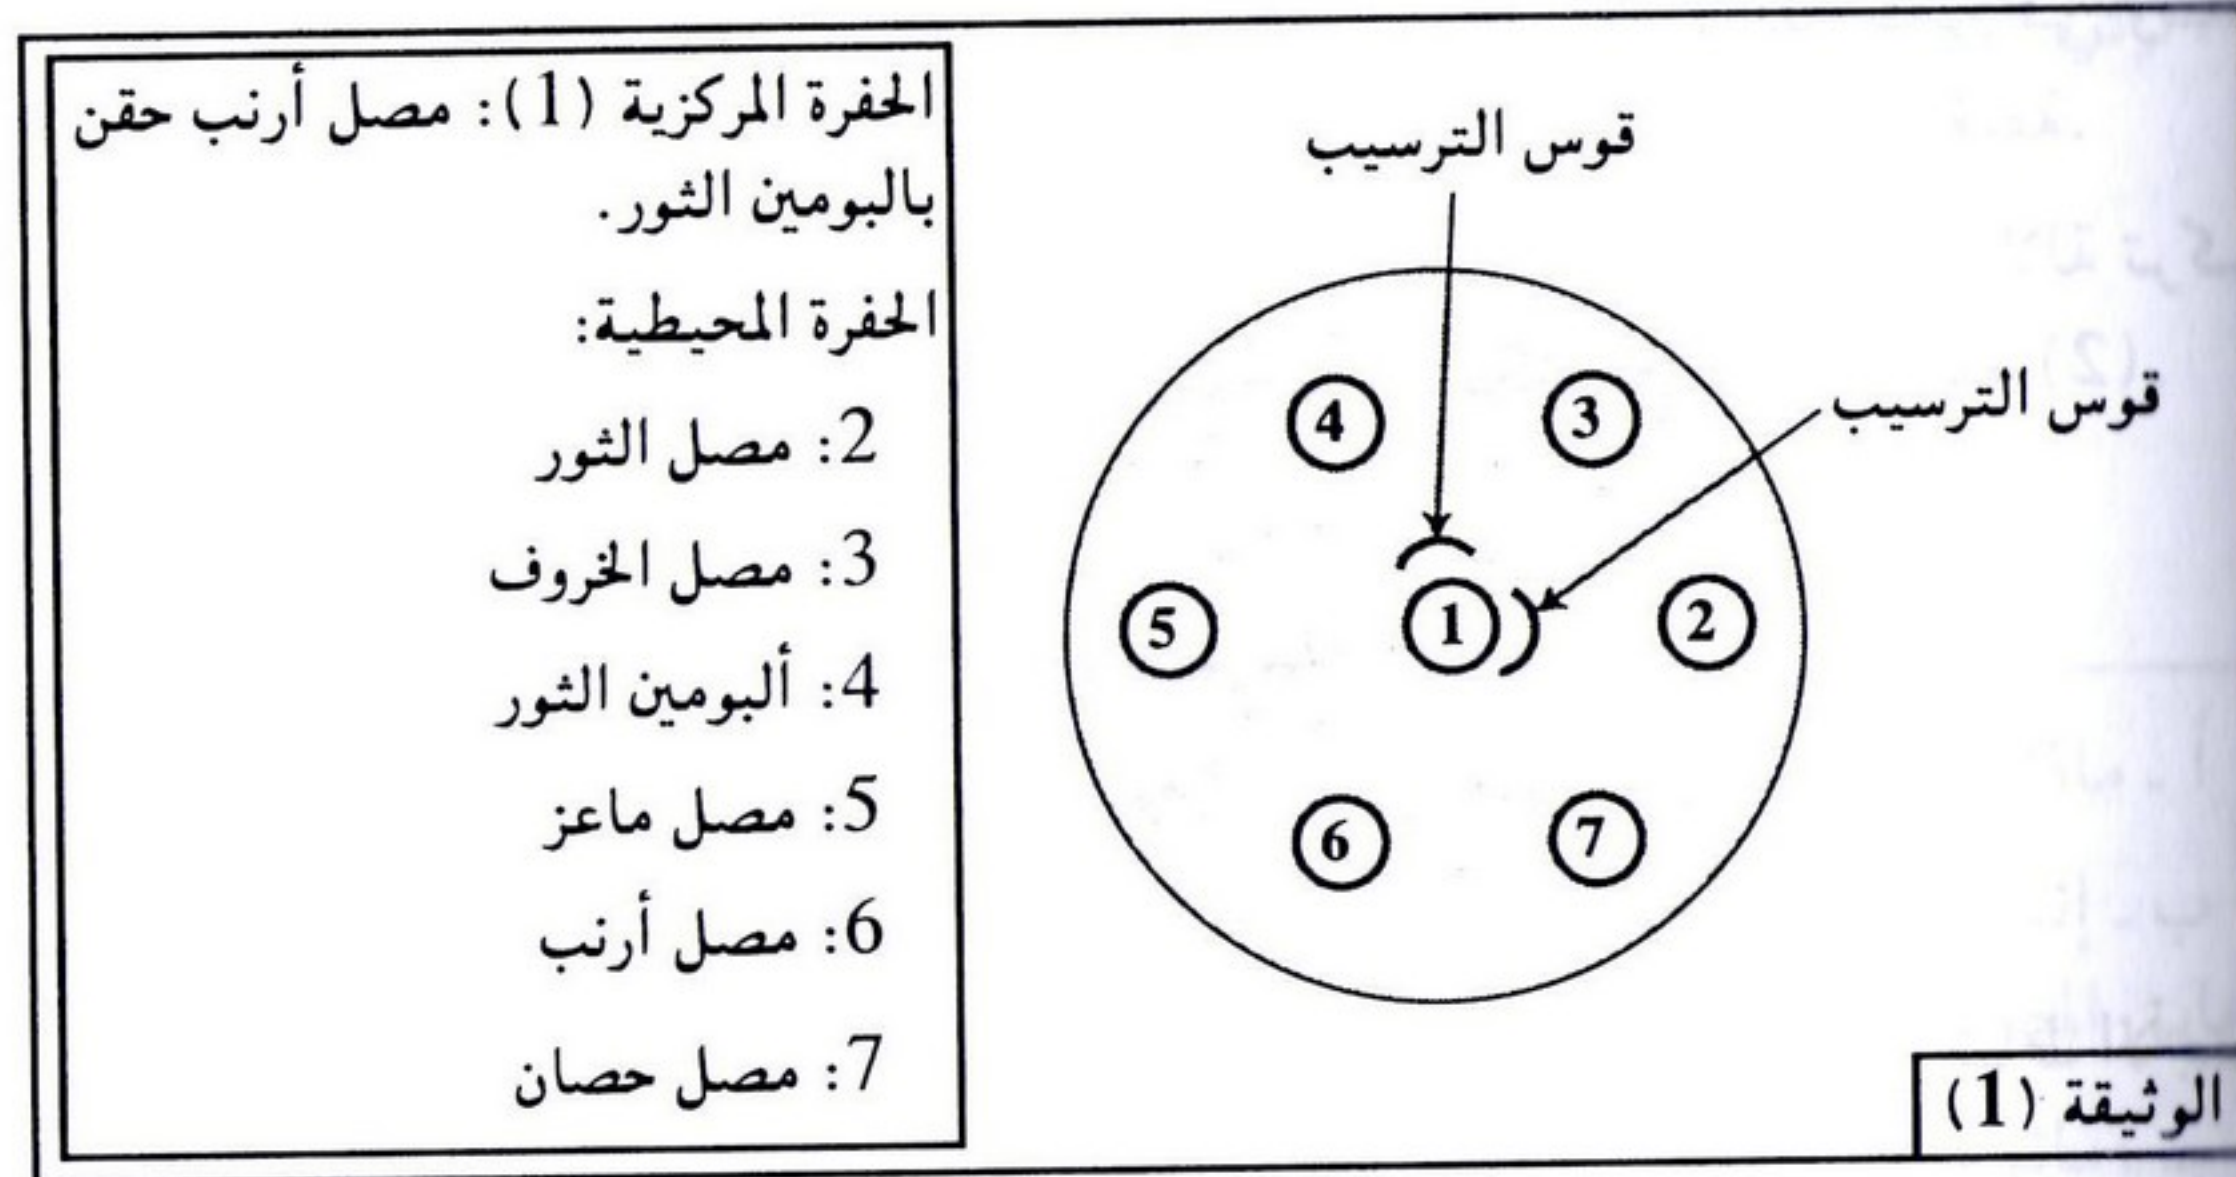 الحفرة المركزية (1): مصل أرنب حقن
بالبومين الثور.
الحفرة المحيطية:
2: مصل الثور
3: مصل الخروف
4: ألبومين الثور
5: مصل ماعز
6: مصل أرنب
7: مصل حصان
قوس الترسيب
قوس الترسيب
4
3
5
1
2
6
7
الوثيقة (1)
(2)